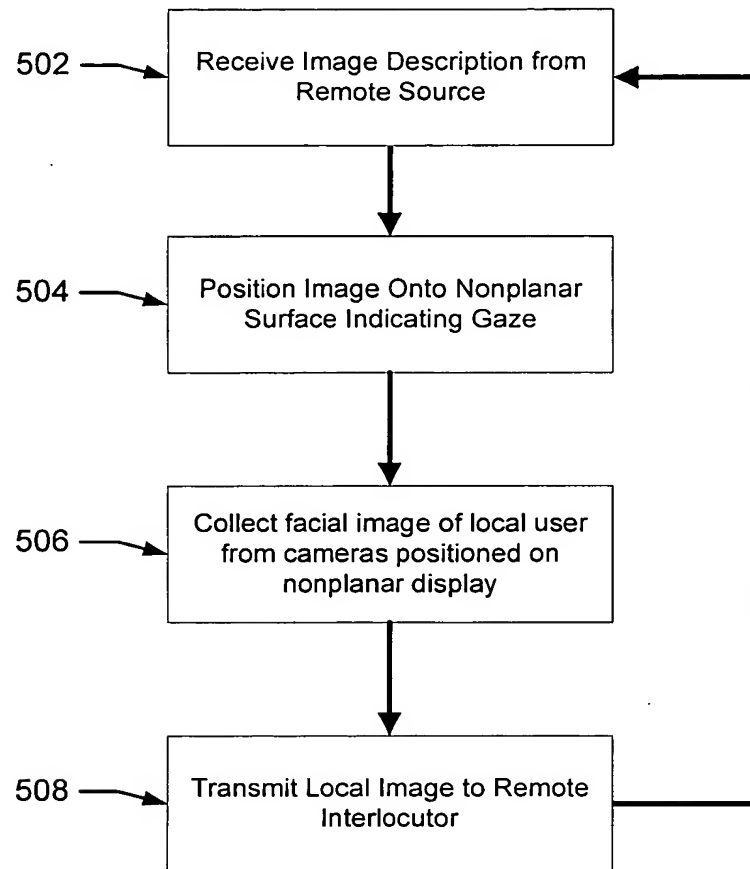 502
Receive Image Description from
Remote Source
504
Position Image Onto Nonplanar
Surface Indicating Gaze
506
Collect facial image of local user
from cameras positioned on
nonplanar display
508
Transmit Local Image to Remote
Interlocutor